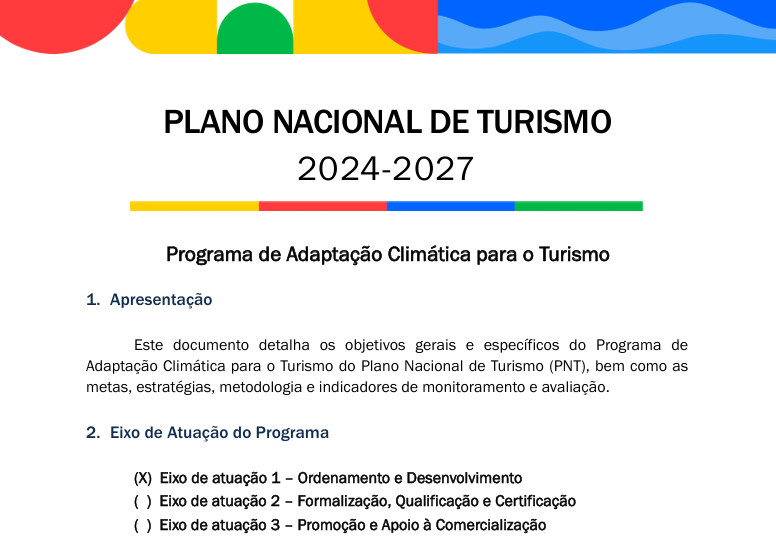 PLANO NACIONAL DE TURISMO
2024-2027
Programa de Adaptação Climática para o Turismo
1. Apresentação
Este documento detalha os objetivos gerais e específicos do Programa de
Adaptação Climática para o Turismo do Plano Nacional de Turismo (PNT), bem como as
metas, estratégias, metodologia e indicadores de monitoramento e avaliação.
2. Eixo de Atuação do Programa
(X) Eixo de atuação 1 – Ordenamento e Desenvolvimento
( ) Eixo de atuação 2 – Formalização, Qualificação e Certificação
( ) Eixo de atuação 3 – Promoção e Apoio à Comercialização